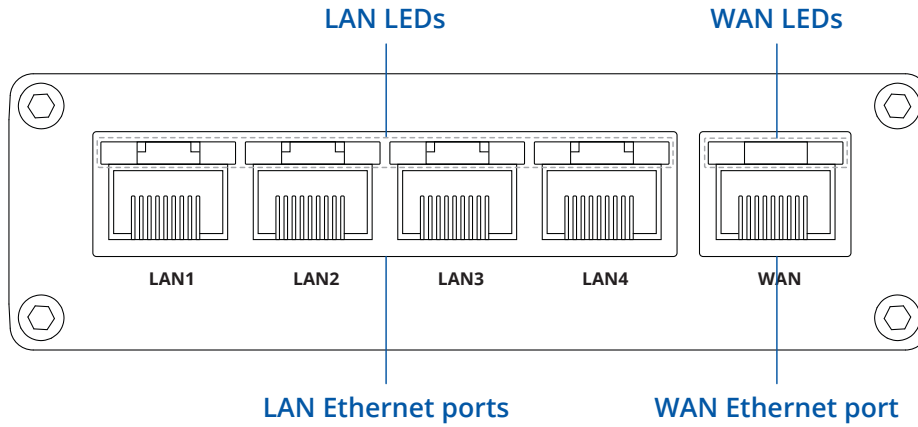 LAN LEDs WAN LEDs
LAN1 LAN2 LAN3 LAN4 WAN
LAN Ethernet ports WAN Ethernet port